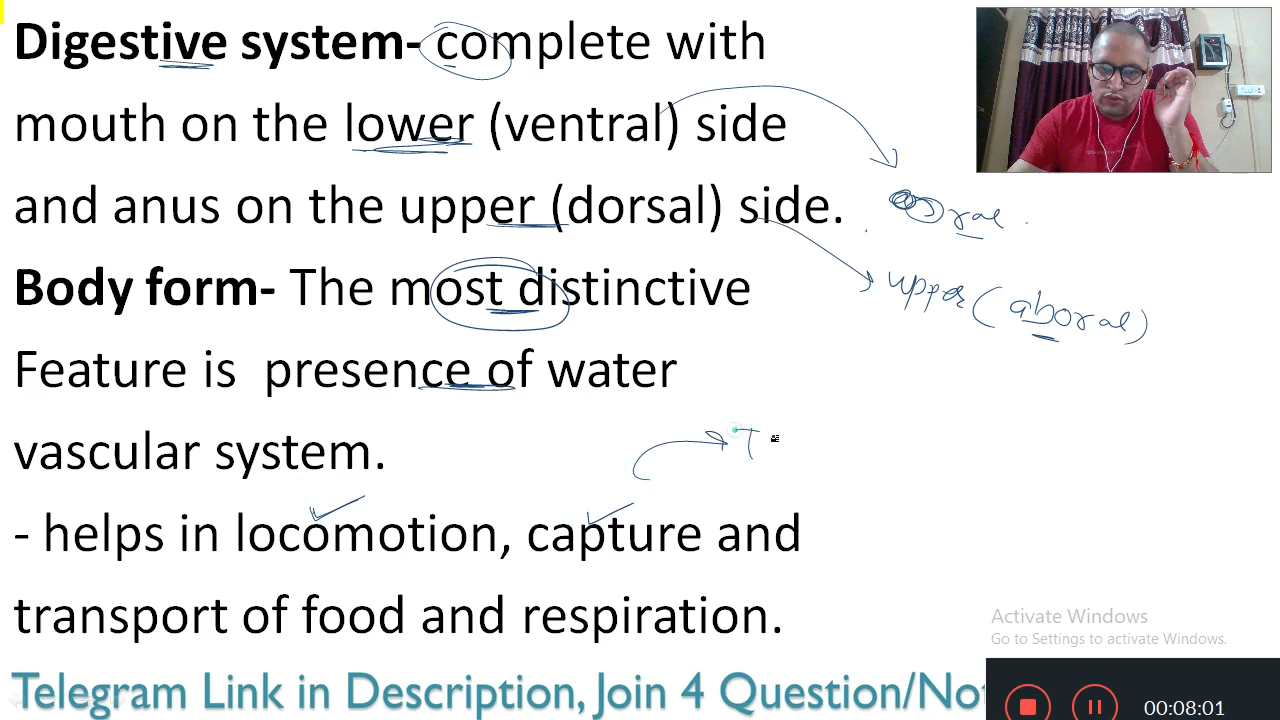 Digestive system- complete with
mouth on the lower (ventral) side
and anus on the upper (dorsal) side.
oral
Body form- The most distinctive
upper (aboral)
Feature is presence of water
vascular system.
T
- helps in locomotion, capture and
transport of food and respiration.
Activate Windows
Go to Settings to activate Windows.
Telegram Link in Description, Join 4 Question/Not
00:08:01